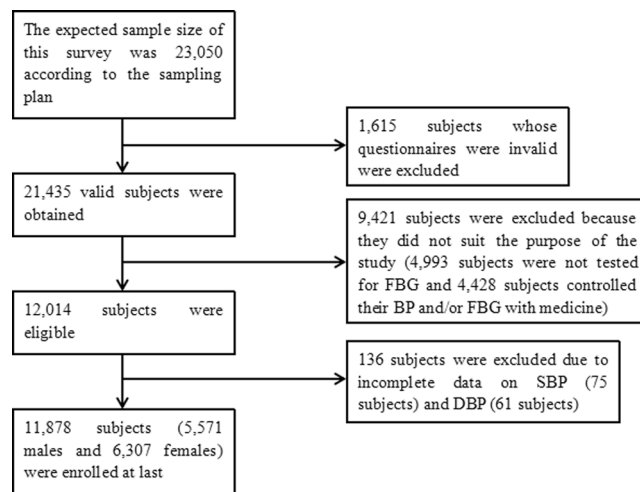 The expected sample size of
this survey was 23,050
according to the sampling
plan
1,615 subjects whose
questionnaires were invalid
were excluded
21,435 valid subjects were
obtained
9,421 subjects were excluded because
they did not suit the purpose of the
study (4,993 subjects were not tested
for FBG and 4,428 subjects controlled
their BP and/or FBG with medicine)
12,014 subjects were
eligible
136 subjects were excluded due to
incomplete data on SBP (75
subjects) and DBP (61 subjects)
11,878 subjects (5,571
males and 6,307 females)
were enrolled at last